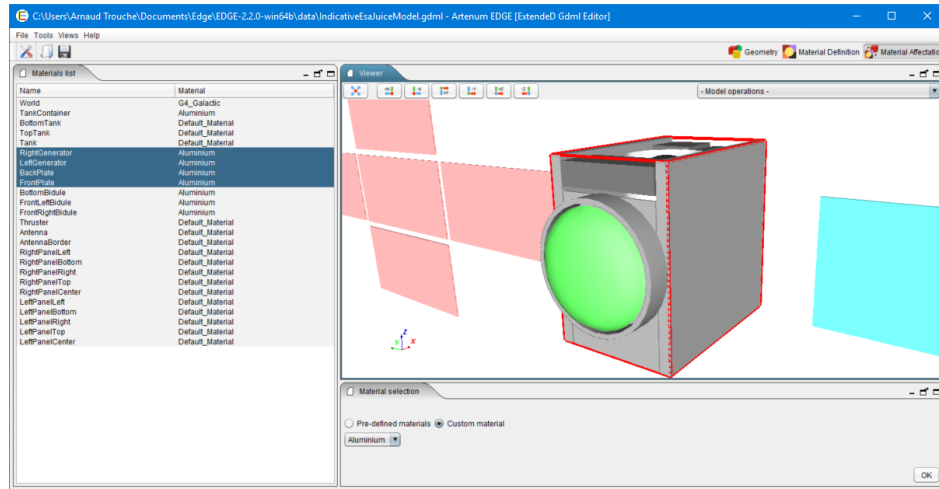 C:\Users\Arnaud Trouche\Documents\Edge\EDGE-2.2.0-win64b\data\IndicativeEsaJuiceModel.gdml - Artenum EDGE [ExtendeD Gdml Editor]
File Tools Views Help
Geometry Material Definition Material Affectatio
Materials list
Name Material
World G4_Galactic
TankContainer Aluminium
BottomTank Default_Material
TopTank Default_Material
Tank Default_Material
RightGenerator Aluminium
LeftGenerator Aluminium
BackPlate Aluminium
FrontPlate Aluminium
BottomBidule Aluminium
FrontLeftBidule Aluminium
FrontRightBidule Aluminium
Thruster Default_Material
Antenna Default_Material
AntennaBorder Default_Material
RightPanelLeft Default_Material
RightPanelBottom Default_Material
RightPanelRight Default_Material
RightPanelTop Default_Material
RightPanelCenter Default_Material
LeftPanelLeft Default_Material
LeftPanelBottom Default_Material
LeftPanelRight Default_Material
LeftPanelTop Default_Material
LeftPanelCenter Default_Material
Viewer
- Model operations -
Z
Y X
Material selection
Pre-defined materials Custom material
Aluminium
OK